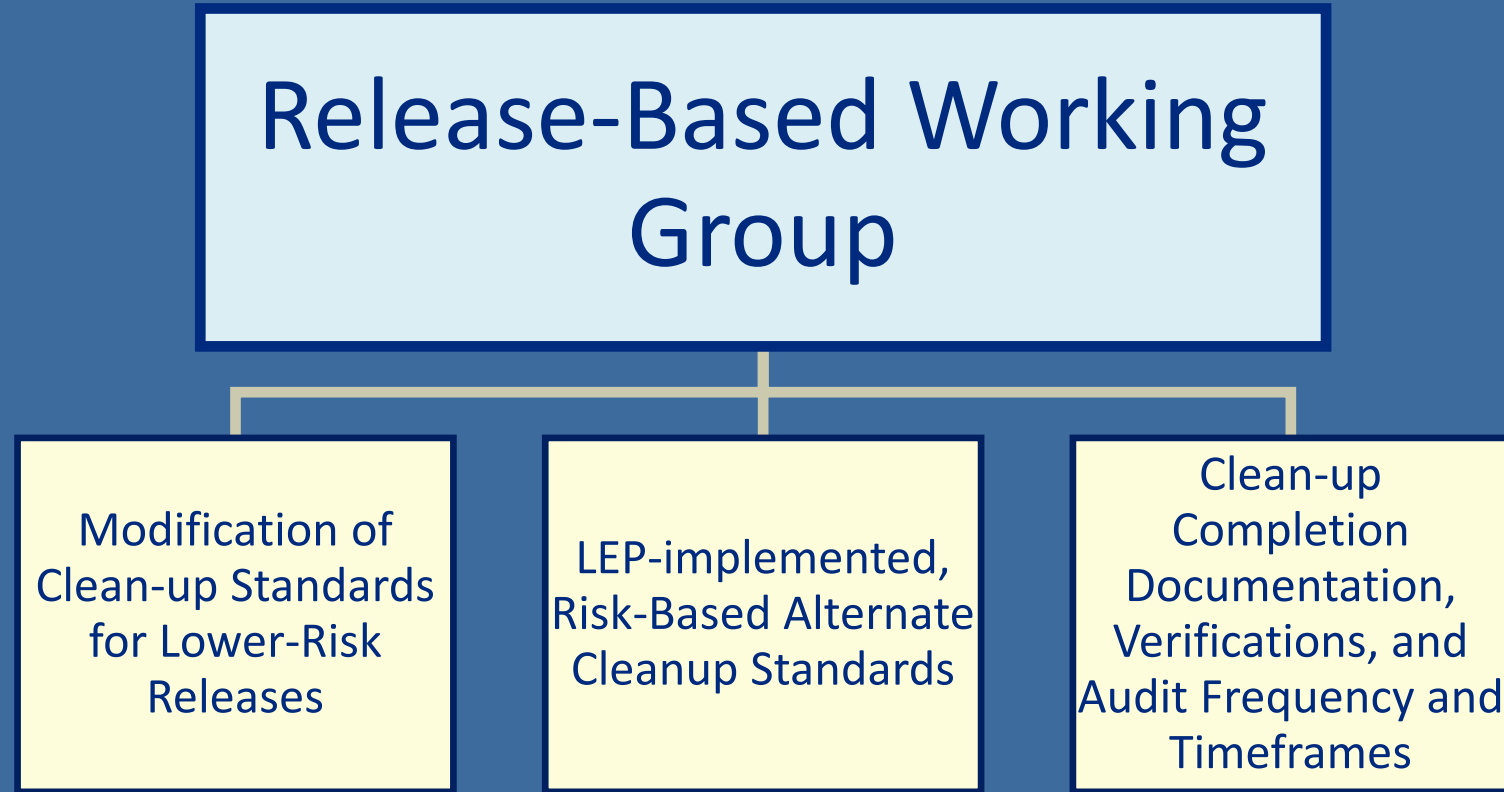 Release-Based Working
Group
Modification of
Clean-up Standards
for Lower-Risk
Releases
LEP-implemented,
Risk-Based Alternate
Cleanup Standards
Clean-up
Completion
Documentation,
Verifications, and
Audit Frequency and
Timeframes